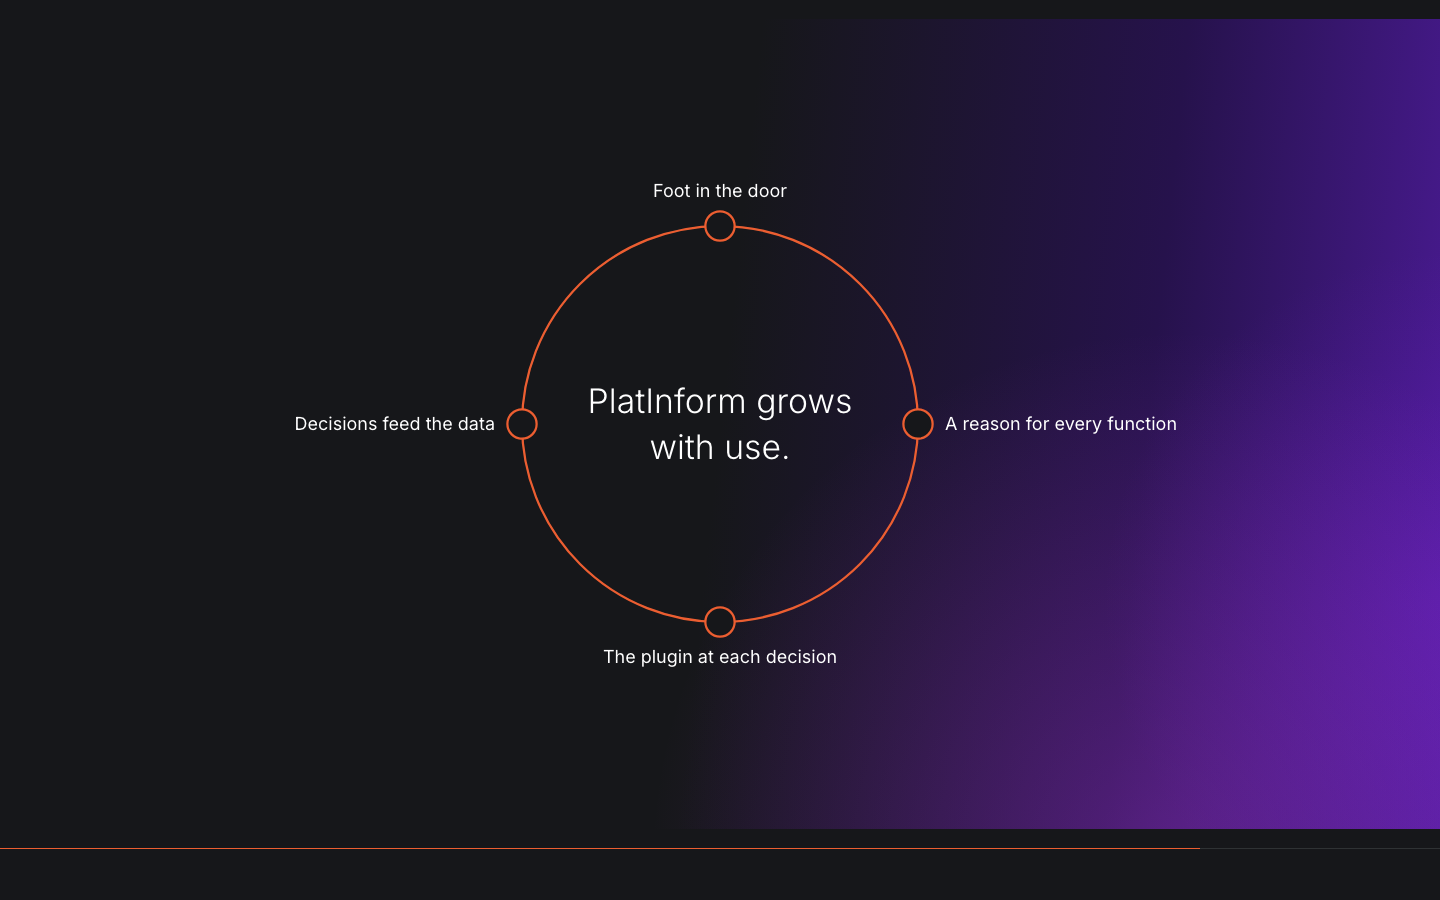 Foot in the door
PlatInform grows
with use.
Decisions feed the data
A reason for every function
The plugin at each decision